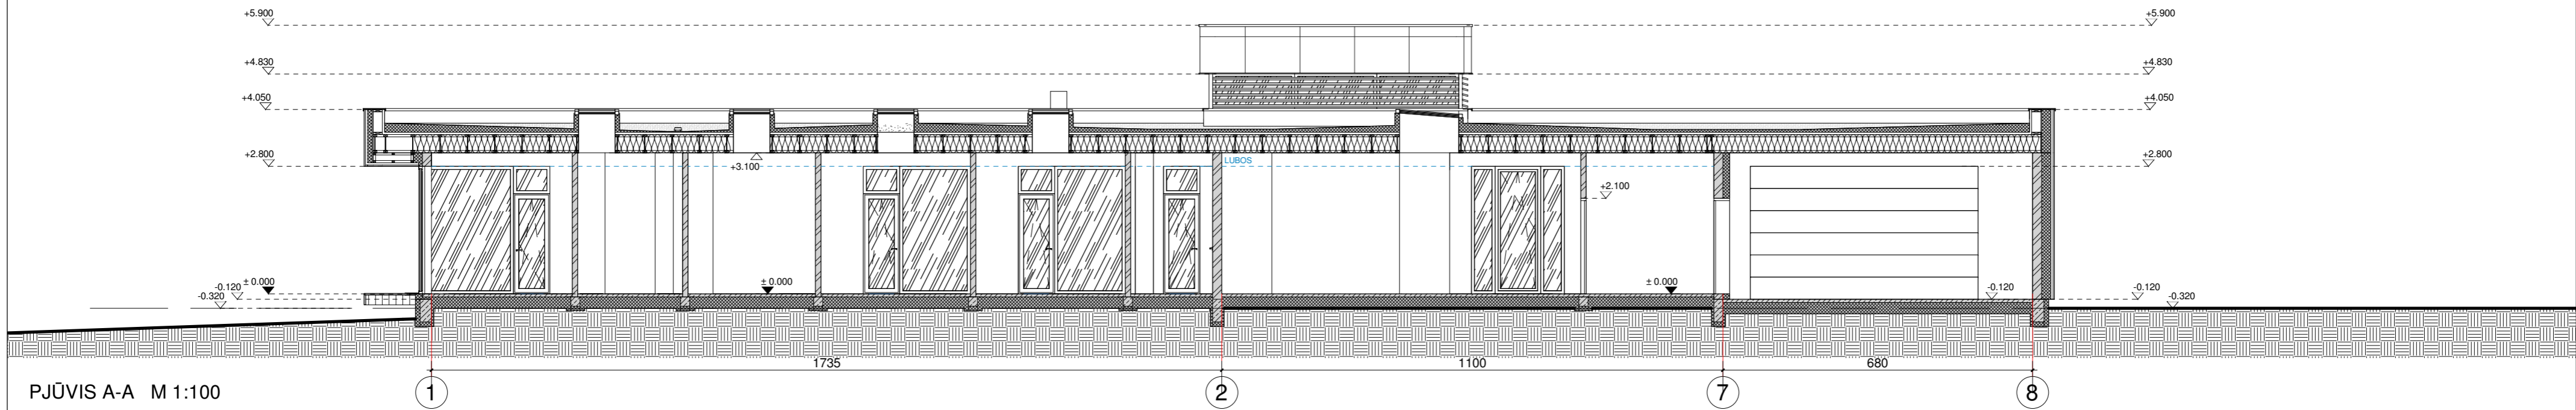 +5.900 +5.900
+4.830 +4.830
+4.050 +4.050
+2.800 LUBOS +2.800
+3.100
+2.100
-0.120 ± 0.000 ± 0.000 ± 0.000 -0.120 -0.120
-0.320 -0.320
1735 1100 680
PJŪVIS A-A M 1:100 1 2 7 8